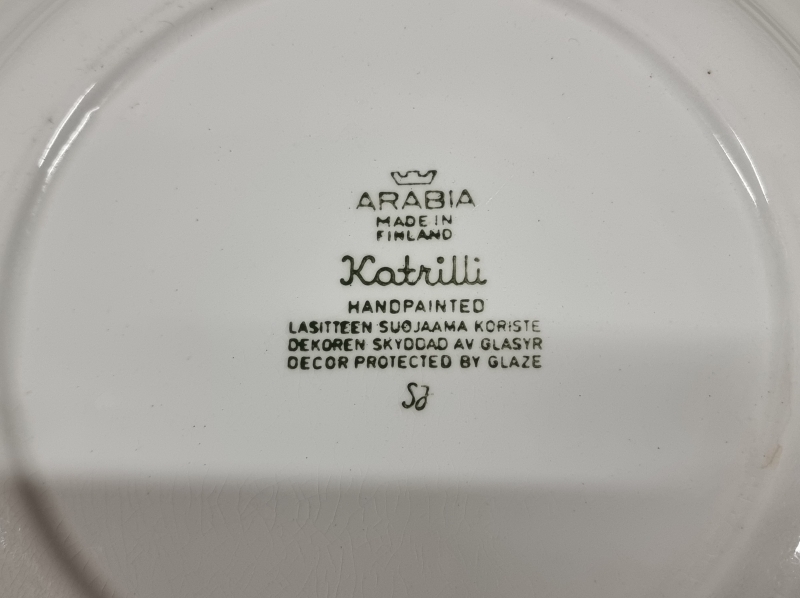 ARABIA
MADE IN
FINLAND
Katrilli
HANDPAINTED
LASITTEEN SUOJAAMA KORISTE
DEKOREN SKYDDAD AV GLASYR
DECOR PROTECTED BY GLAZE
SJ